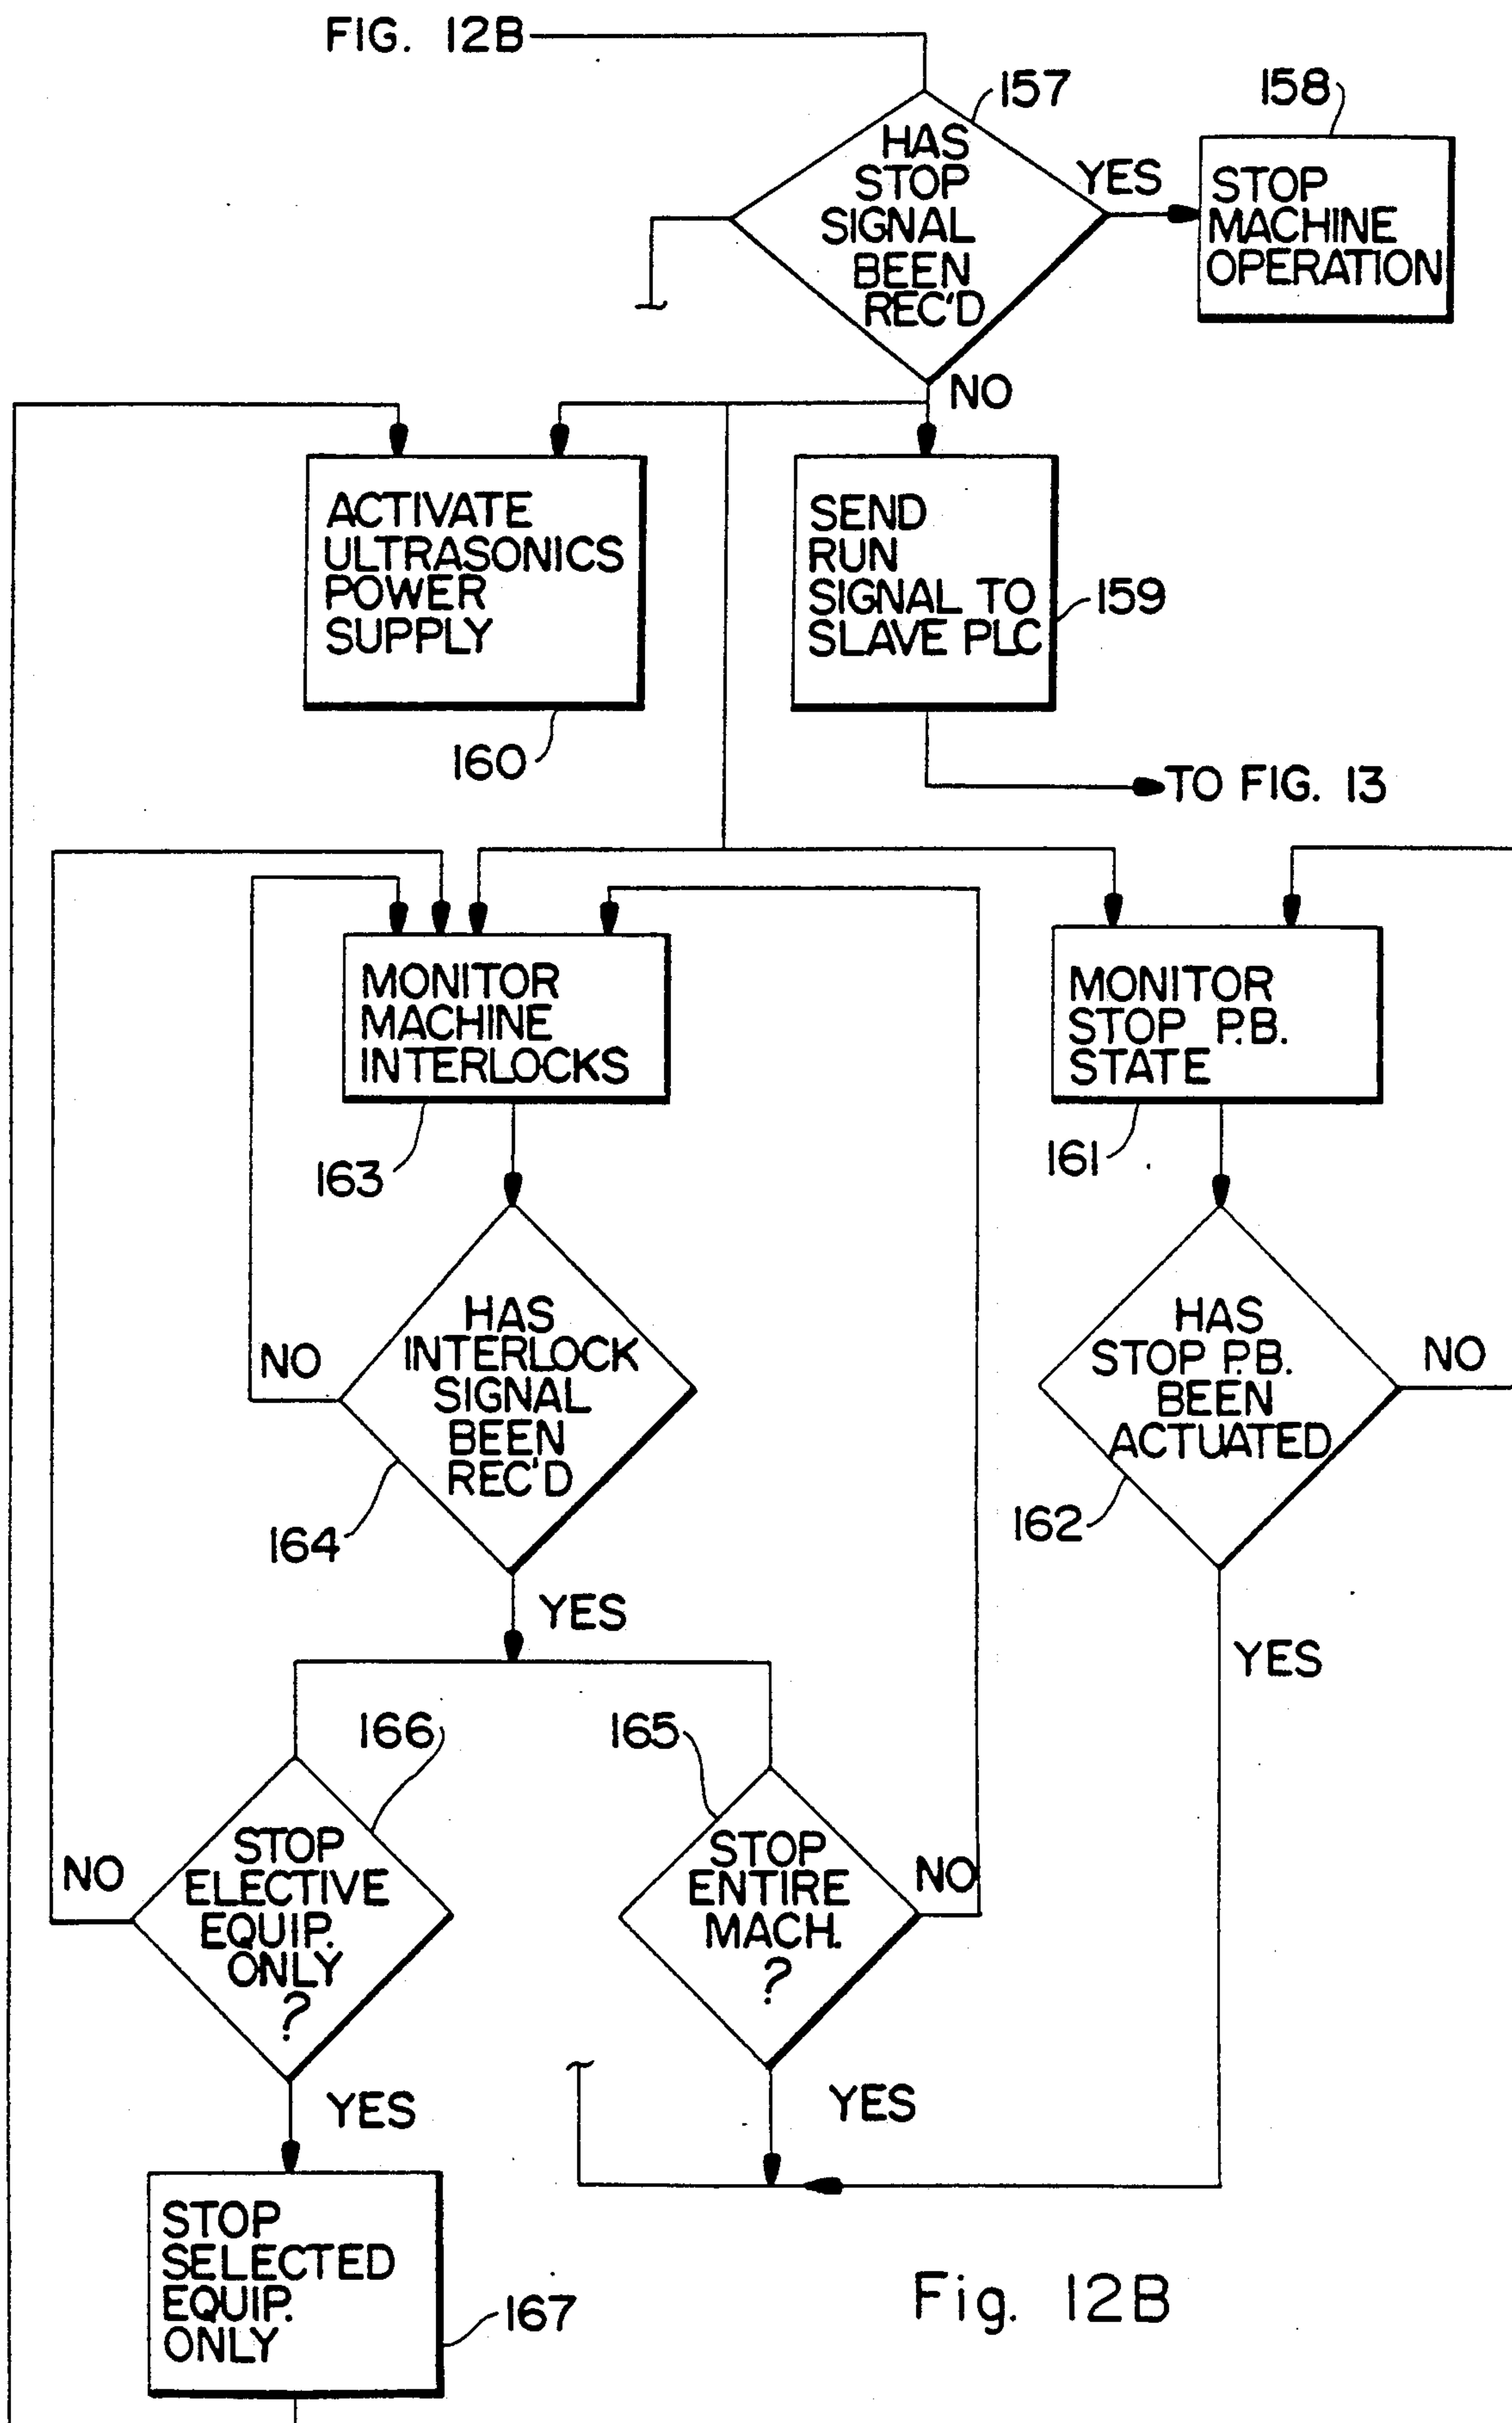 FIG. 12B
157
158
HAS
STOP
SIGNAL
BEEN
REC'D
YES
STOP
MACHINE
OPERATION
NO
ACTIVATE
ULTRASONICS
POWER
SUPPLY
160
SEND
RUN
SIGNAL TO
SLAVE PLC
159
TO FIG. 13
MONITOR
MACHINE
INTERLOCKS
163
MONITOR
STOP P.B.
STATE
161
HAS
INTERLOCK
SIGNAL
BEEN
REC'D
NO
164
YES
HAS
STOP P.B.
BEEN
ACTUATED
NO
162
YES
166
165
STOP
ELECTIVE
EQUIP.
ONLY
?
NO
YES
STOP
ENTIRE
MACH.
?
NO
YES
STOP
SELECTED
EQUIP.
ONLY
167
Fig. 12B